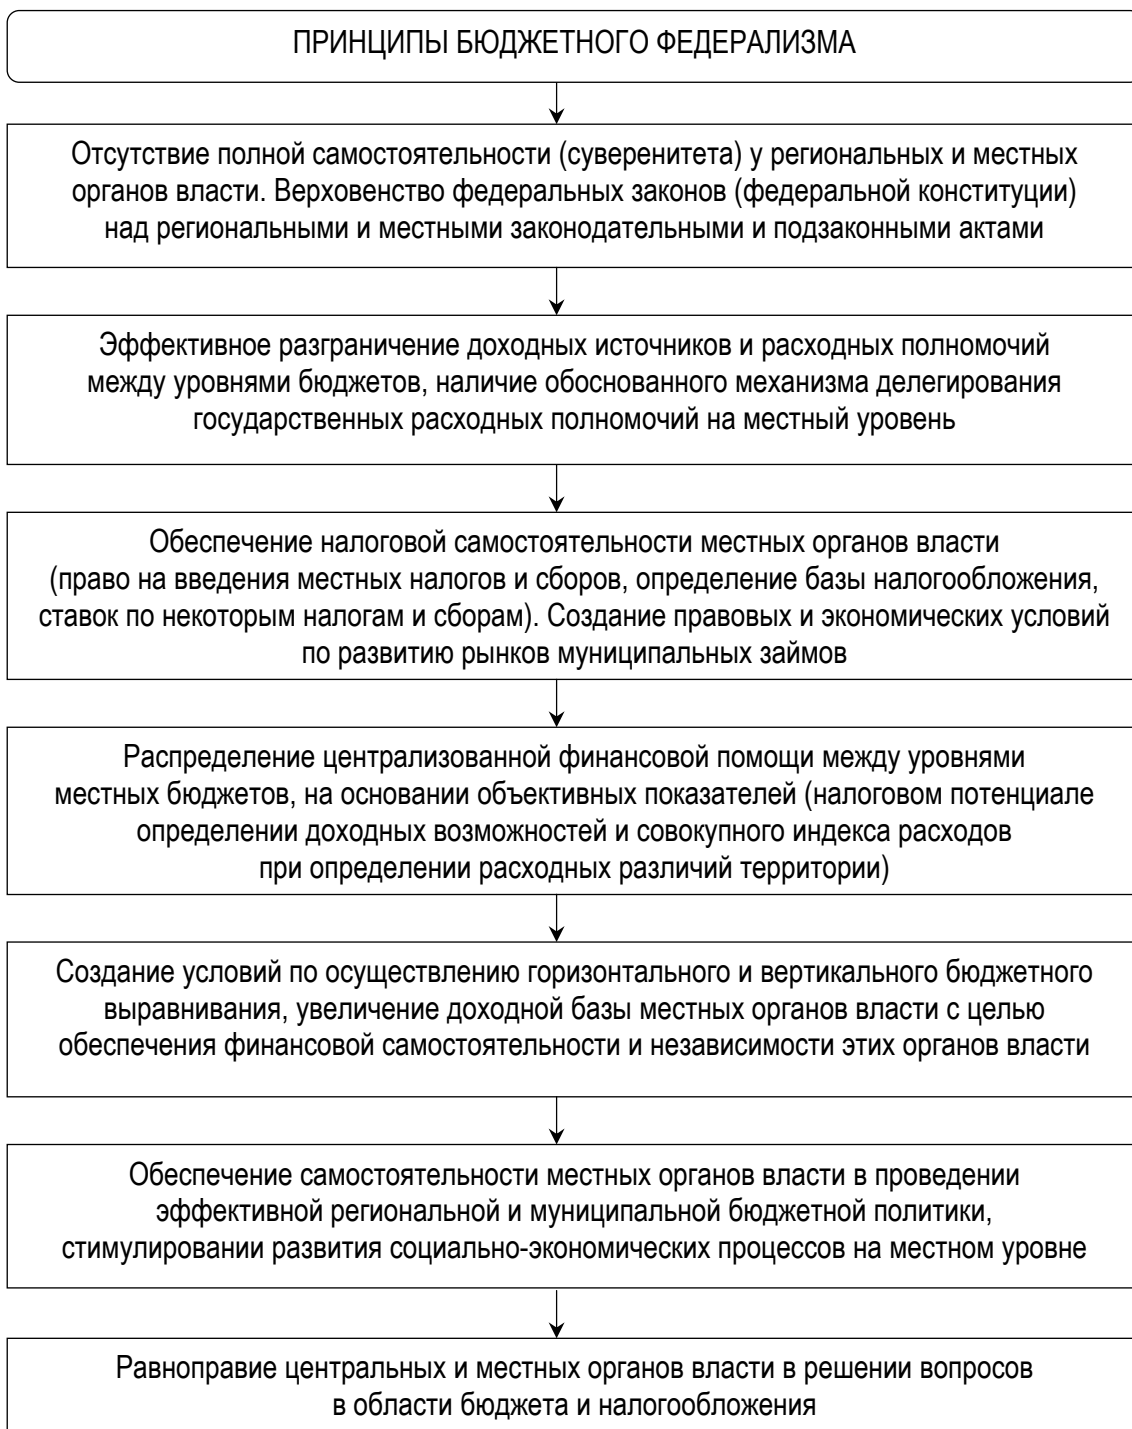 ПРИНЦИПЫ БЮДЖЕТНОГО ФЕДЕРАЛИЗМА
Отсутствие полной самостоятельности (суверенитета) у региональных и местных
органов власти. Верховенство федеральных законов (федеральной конституции)
над региональными и местными законодательными и подзаконными актами
Эффективное разграничение доходных источников и расходных полномочий
между уровнями бюджетов, наличие обоснованного механизма делегирования
государственных расходных полномочий на местный уровень
Обеспечение налоговой самостоятельности местных органов власти
(право на введения местных налогов и сборов, определение базы налогообложения,
ставок по некоторым налогам и сборам). Создание правовых и экономических условий
по развитию рынков муниципальных займов
Распределение централизованной финансовой помощи между уровнями
местных бюджетов, на основании объективных показателей (налоговом потенциале
определении доходных возможностей и совокупного индекса расходов
при определении расходных различий территории)
Создание условий по осуществлению горизонтального и вертикального бюджетного
выравнивания, увеличение доходной базы местных органов власти с целью
обеспечения финансовой самостоятельности и независимости этих органов власти
Обеспечение самостоятельности местных органов власти в проведении
эффективной региональной и муниципальной бюджетной политики,
стимулировании развития социально-экономических процессов на местном уровне
Равноправие центральных и местных органов власти в решении вопросов
в области бюджета и налогообложения